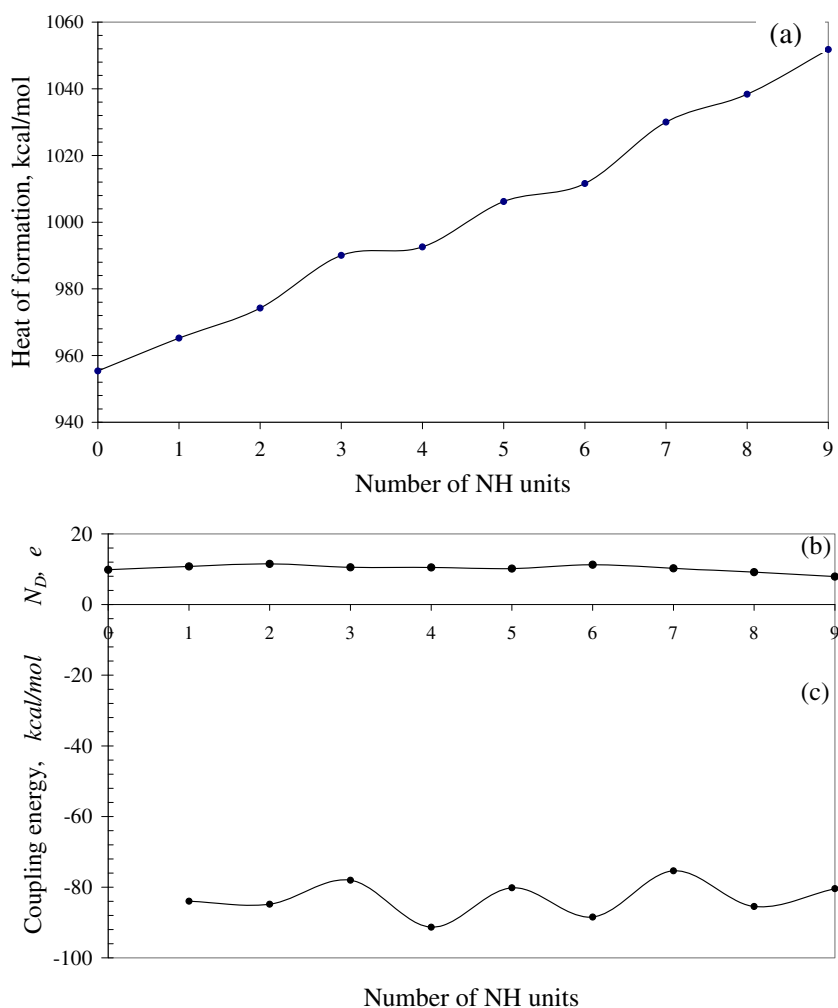 (a)
Heat of formation, kcal/mol
1060
1040
1020
1000
980
960
940
0 1 2 3 4 5 6 7 8 9
Number of NH units
(b)
N_D, e
20
0
0 1 2 3 4 5 6 7 8 9
(c)
Coupling energy, kcal/mol
-20
-40
-60
-80
-100
Number of NH units